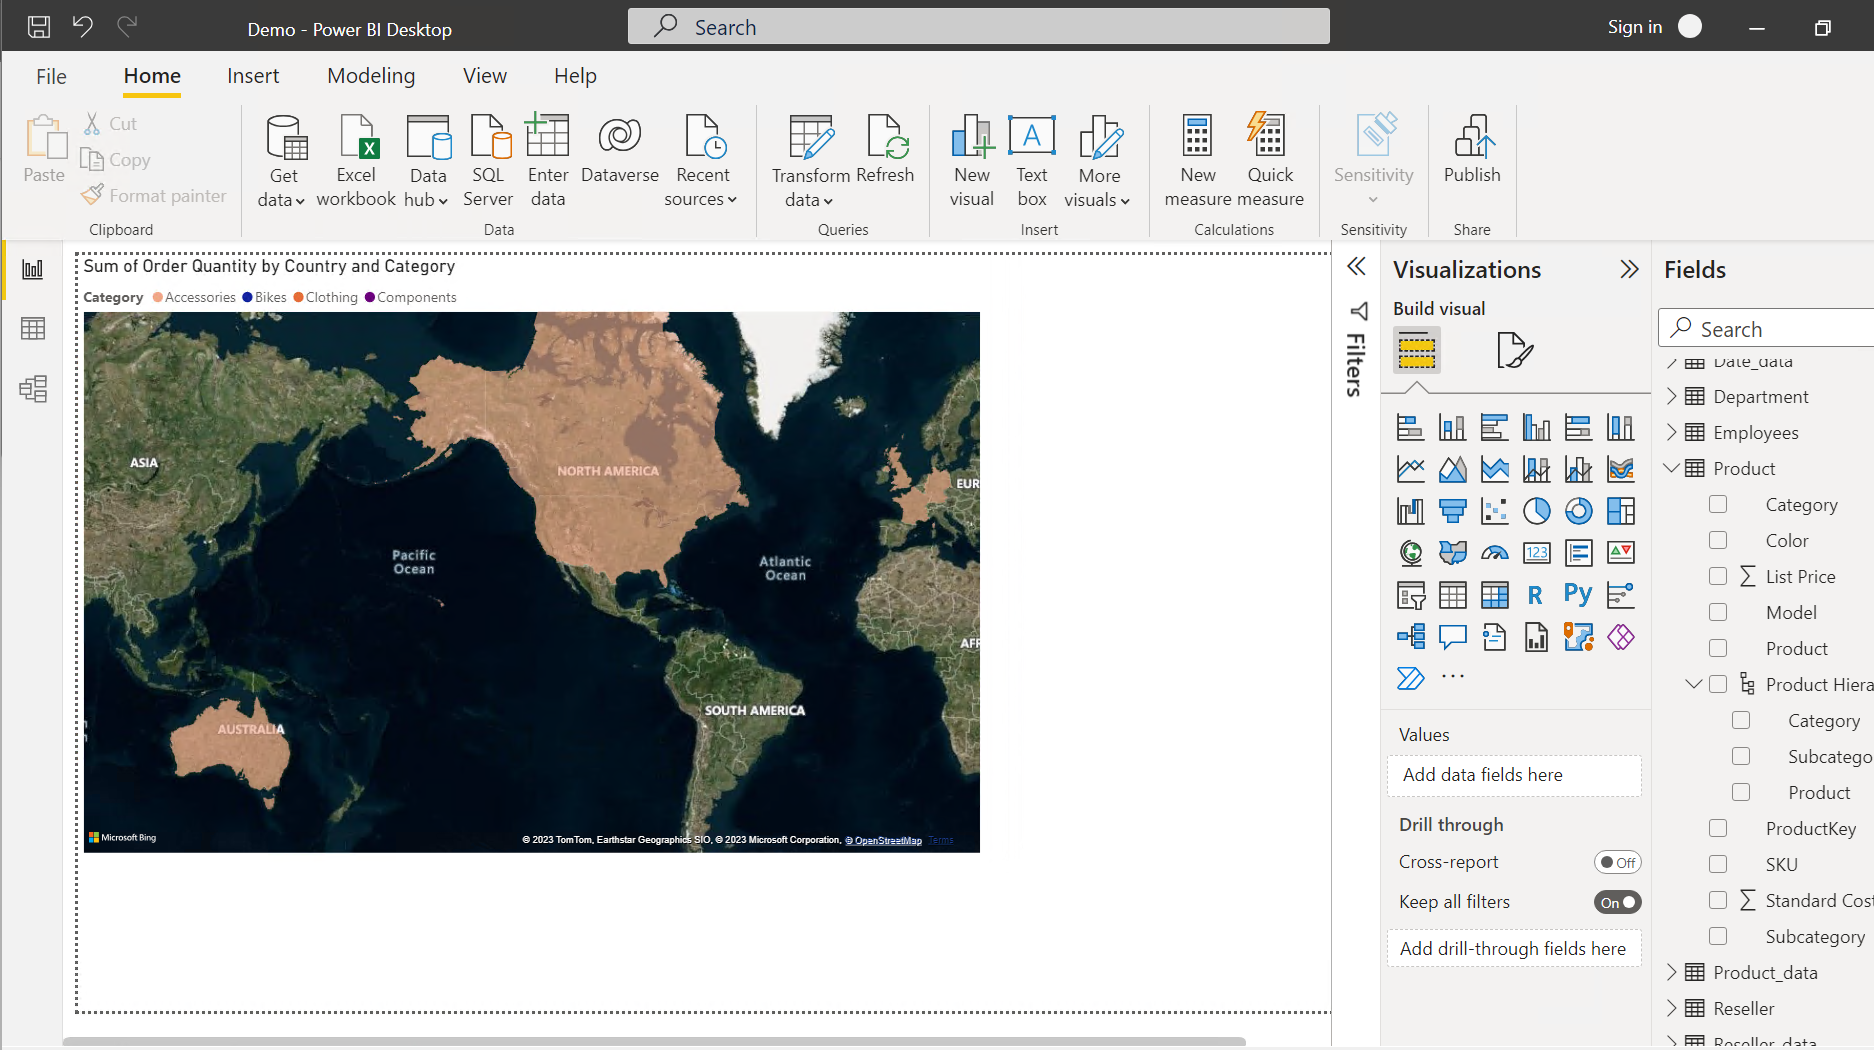 Demo - Power BI Desktop
Search
Sign in
File Home Insert Modeling View Help
Paste
Cut
Copy
Format painter
Clipboard
Get data
Excel workbook
Data hub
SQL Server
Enter data
Dataverse
Recent sources
Data
Transform data
Refresh
Queries
New visual
Text box
More visuals
Insert
New measure
Quick measure
Calculations
Sensitivity
Sensitivity
Publish
Share
Sum of Order Quantity by Country and Category
Category Accessories Bikes Clothing Components
ASIA
NORTH AMERICA
EUR
Pacific
Ocean
Atlantic
Ocean
AFR
SOUTH AMERICA
AUSTRALIA
Microsoft Bing
© 2023 TomTom, Earthstar Geographics SIO, © 2023 Microsoft Corporation, © OpenStreetMap Terms
Filters
Visualizations
Build visual
123
R
Py
...
Values
Add data fields here
Drill through
Cross-report Off
Keep all filters On
Add drill-through fields here
Fields
Search
Date_data
Department
Employees
Product
Category
Color
List Price
Model
Product
Product Hiera
Category
Subcatego
Product
ProductKey
SKU
Standard Cost
Subcategory
Product_data
Reseller
Reseller_data